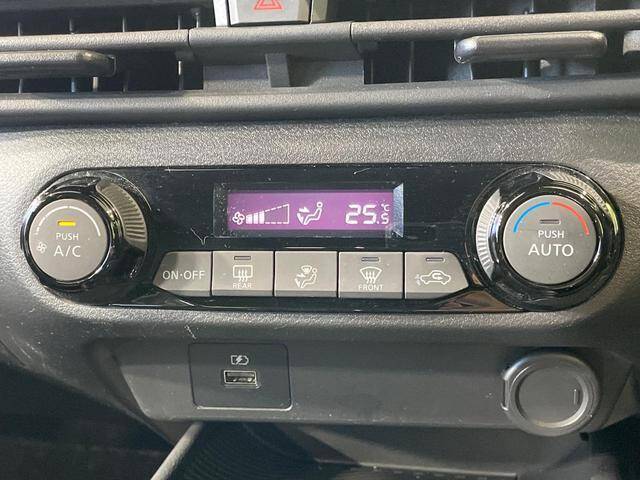 25.5 °C
PUSH
A/C
PUSH
AUTO
ON·OFF
REAR
FRONT